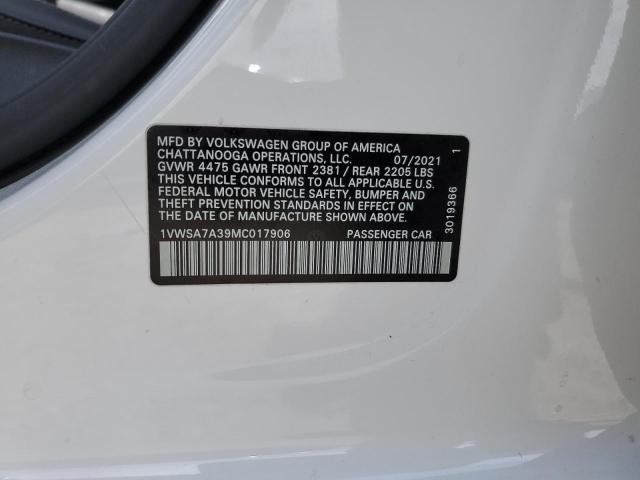 MFD BY VOLKSWAGEN GROUP OF AMERICA
CHATTANOOGA OPERATIONS, LLC. 07/2021
GVWR 4475 GAWR FRONT 2381 / REAR 2205 LBS
THIS VEHICLE CONFORMS TO ALL APPLICABLE U.S.
FEDERAL MOTOR VEHICLE SAFETY, BUMPER AND
THEFT PREVENTION STANDARDS IN EFFECT ON
THE DATE OF MANUFACTURE SHOWN ABOVE.
1VWSA7A39MC017906 PASSENGER CAR
3019366 1